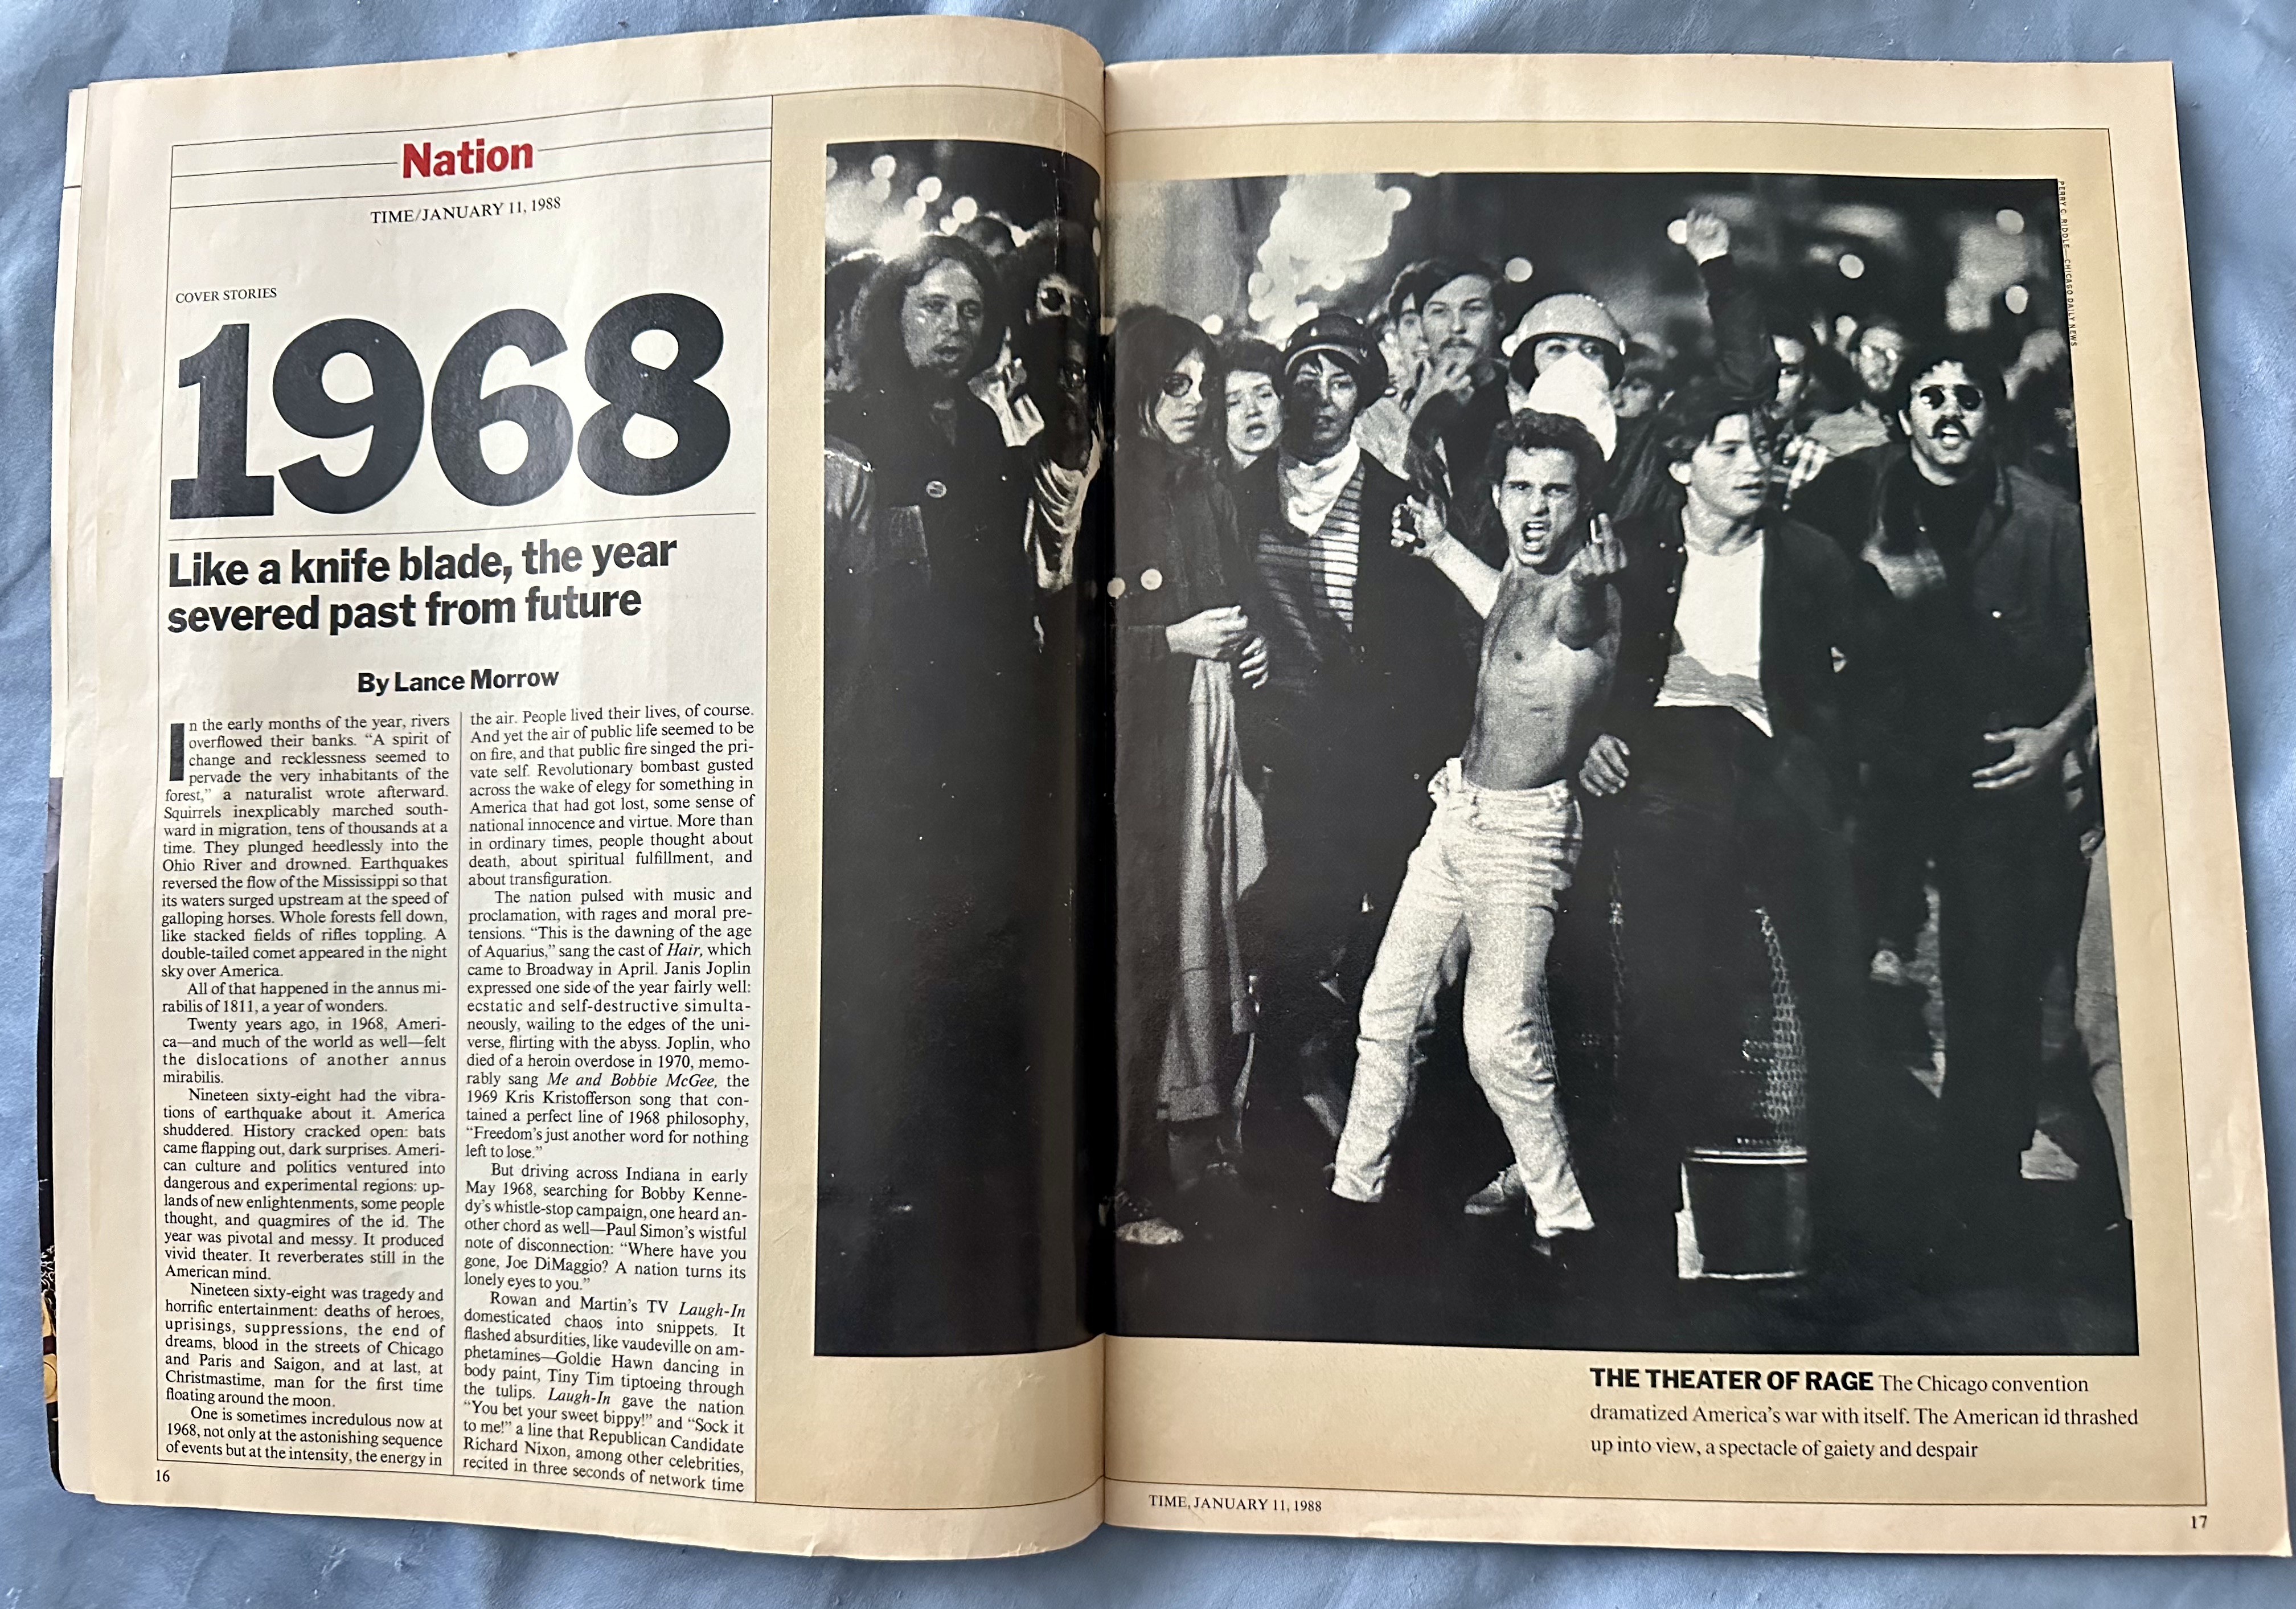 Nation
TIME/JANUARY 11, 1988
COVER STORIES
1968
Like a knife blade, the year
severed past from future
By Lance Morrow
In the early months of the year, rivers
overflowed their banks. “A spirit of
change and recklessness seemed to
pervade the very inhabitants of the
forest,” a naturalist wrote afterward.
Squirrels inexplicably marched south-
ward in migration, tens of thousands at a
time. They plunged heedlessly into the
Ohio River and drowned. Earthquakes
reversed the flow of the Mississippi so that
its waters surged upstream at the speed of
galloping horses. Whole forests fell down,
like stacked fields of rifles toppling. A
double-tailed comet appeared in the night
sky over America.
All of that happened in the annus mi-
rabilis of 1811, a year of wonders.
Twenty years ago, in 1968, Ameri-
ca—and much of the world as well—felt
the dislocations of another annus
mirabilis.
Nineteen sixty-eight had the vibra-
tions of earthquake about it. America
shuddered. History cracked open: bats
came flapping out, dark surprises. Ameri-
can culture and politics ventured into
dangerous and experimental regions: up-
lands of new enlightenments, some people
thought, and quagmires of the id. The
year was pivotal and messy. It produced
vivid theater. It reverberates still in the
American mind.
Nineteen sixty-eight was tragedy and
horrific entertainment: deaths of heroes,
uprisings, suppressions, the end of
dreams, blood in the streets of Chicago
and Paris and Saigon, and at last, at
Christmastime, man for the first time
floating around the moon.
One is sometimes incredulous now at
1968, not only at the astonishing sequence
of events but at the intensity, the energy in
the air. People lived their lives, of course.
And yet the air of public life seemed to be
on fire, and that public fire singed the pri-
vate self. Revolutionary bombast gusted
across the wake of elegy for something in
America that had got lost, some sense of
national innocence and virtue. More than
in ordinary times, people thought about
death, about spiritual fulfillment, and
about transfiguration.
The nation pulsed with music and
proclamation, with rages and moral pre-
tensions. “This is the dawning of the age
of Aquarius,” sang the cast of Hair, which
came to Broadway in April. Janis Joplin
expressed one side of the year fairly well:
ecstatic and self-destructive simulta-
neously, wailing to the edges of the uni-
verse, flirting with the abyss. Joplin, who
died of a heroin overdose in 1970, memo-
rably sang Me and Bobbie McGee, the
1969 Kris Kristofferson song that con-
tained a perfect line of 1968 philosophy,
“Freedom’s just another word for nothing
left to lose.”
But driving across Indiana in early
May 1968, searching for Bobby Kenne-
dy’s whistle-stop campaign, one heard an-
other chord as well—Paul Simon’s wistful
note of disconnection: “Where have you
gone, Joe DiMaggio? A nation turns its
lonely eyes to you.”
Rowan and Martin’s TV Laugh-In
domesticated chaos into snippets. It
flashed absurdities, like vaudeville on am-
phetamines—Goldie Hawn dancing in
body paint, Tiny Tim tiptoeing through
the tulips. Laugh-In gave the nation
“You bet your sweet bippy!” and “Sock it
to me!” a line that Republican Candidate
Richard Nixon, among other celebrities,
recited in three seconds of network time
16
PERRY C. RIDDLE—CHICAGO DAILY NEWS
THE THEATER OF RAGE The Chicago convention
dramatized America’s war with itself. The American id thrashed
up into view, a spectacle of gaiety and despair
TIME, JANUARY 11, 1988
17